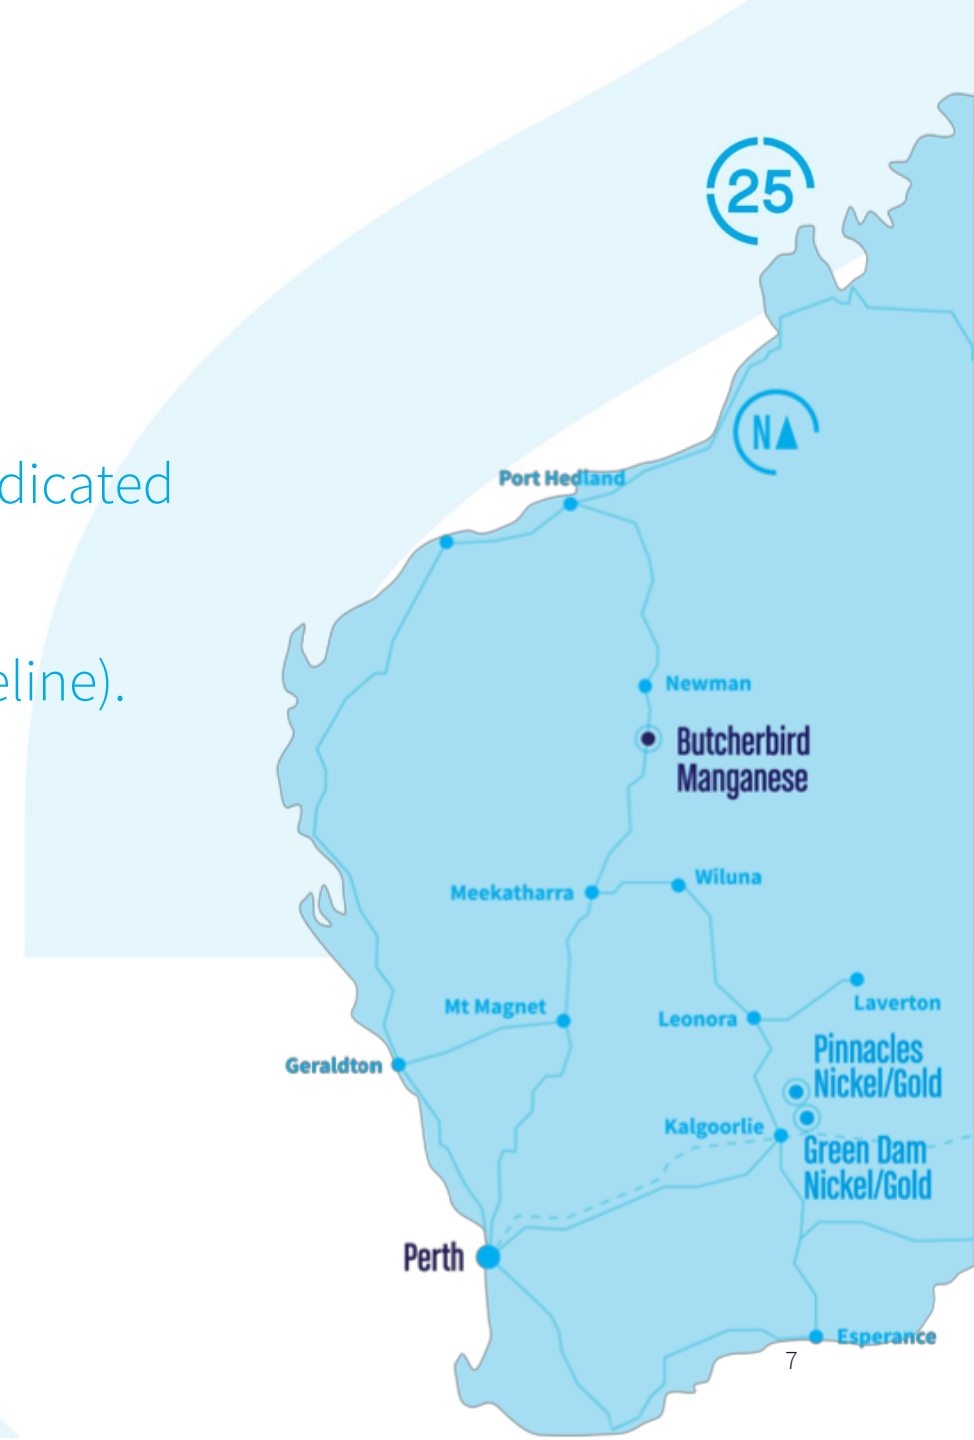 25
N
dicated
Port Hedland
eline).
Newman
Butcherbird
Manganese
Wiluna
Meekatharra
Laverton
Mt Magnet
Leonora
Pinnacles
Nickel/Gold
Geraldton
Kalgoorlie
Green Dam
Nickel/Gold
Perth
Esperance
7